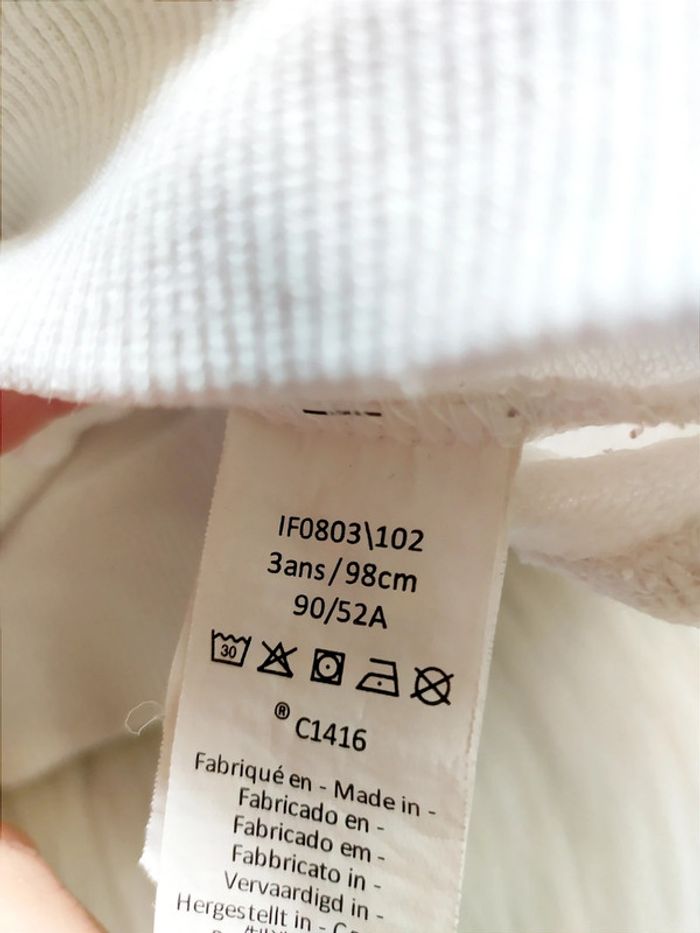 IF0803\102
3ans/98cm
90/52A
30
® C1416
Fabriqué en - Made in -
Fabricado en -
Fabricado em -
Fabbricato in -
Vervaardigd in -
Hergestellt in -